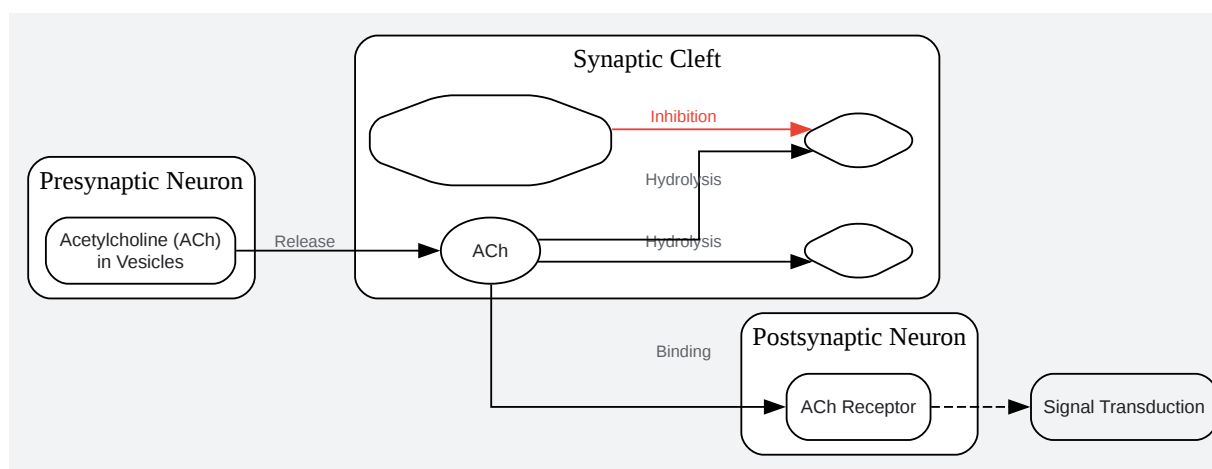 Synaptic Cleft
Inhibition
Presynaptic Neuron
Hydrolysis
Acetylcholine (ACh)
in Vesicles
Release
ACh
Hydrolysis
Postsynaptic Neuron
Binding
ACh Receptor
Signal Transduction